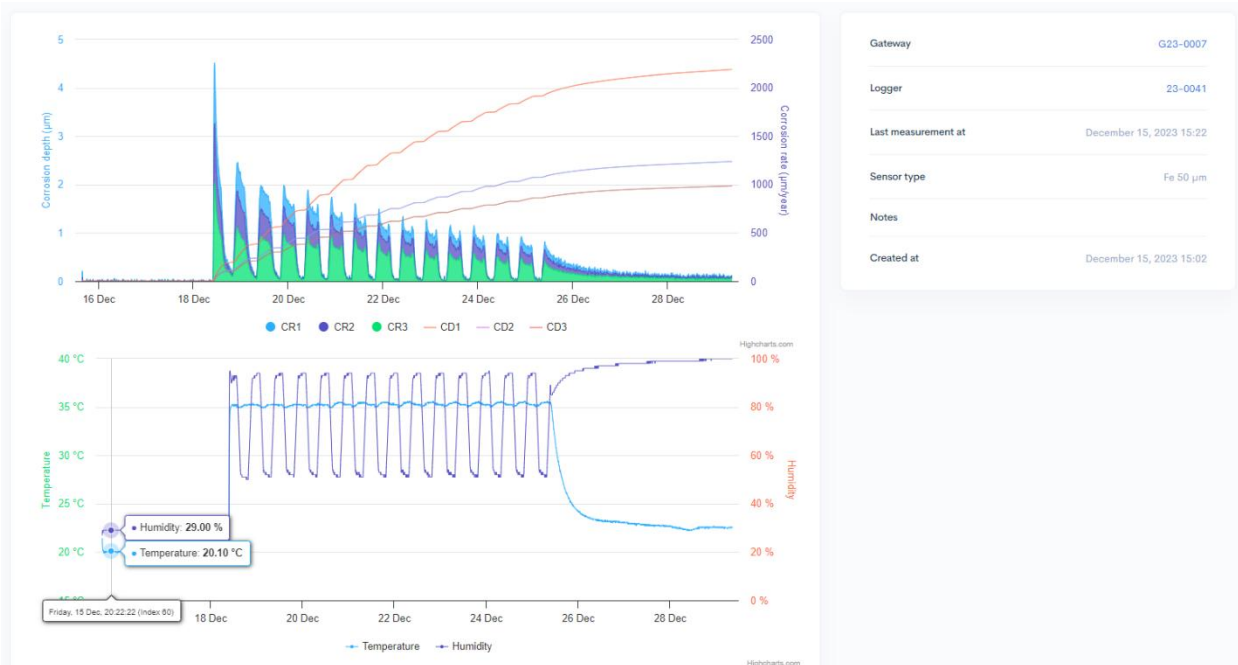 5
4
3
2
1
0
Corrosion depth (µm)
2500
2000
1500
1000
500
0
Corrosion rate (µm/year)
16 Dec 18 Dec 20 Dec 22 Dec 24 Dec 26 Dec 28 Dec
CR1 CR2 CR3 CD1 CD2 CD3
Highcharts.com
40 °C
35 °C
30 °C
25 °C
20 °C
Temperature
100 %
80 %
60 %
40 %
20 %
0 %
Humidity
Humidity: 29.00 %
Temperature: 20.10 °C
Friday, 15 Dec, 20:22:22 (Index 60)
18 Dec 20 Dec 22 Dec 24 Dec 26 Dec 28 Dec
Temperature Humidity
Highcharts.com
Gateway G23-0007
Logger 23-0041
Last measurement at December 15, 2023 15:22
Sensor type Fe 50 µm
Notes
Created at December 15, 2023 15:02